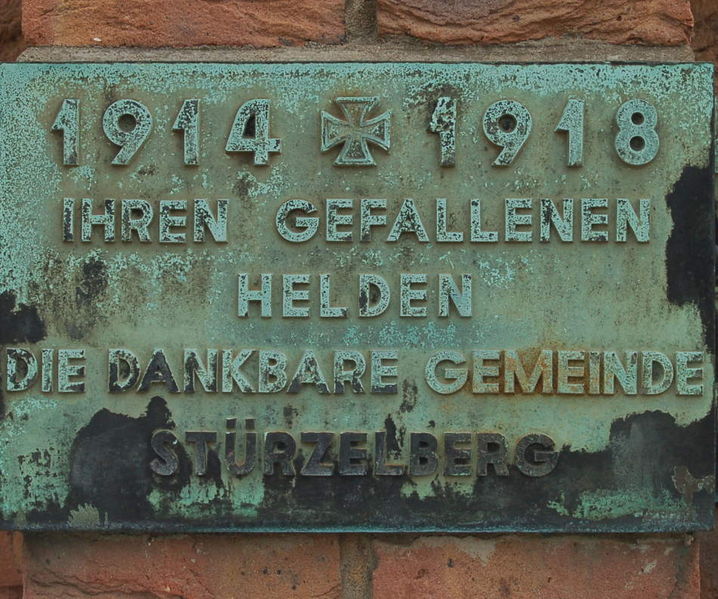 1914 ✠ 1918
IHREN GEFALLENEN
HELDEN
DIE DANKBARE GEMEINDE
STÜRZELBERG